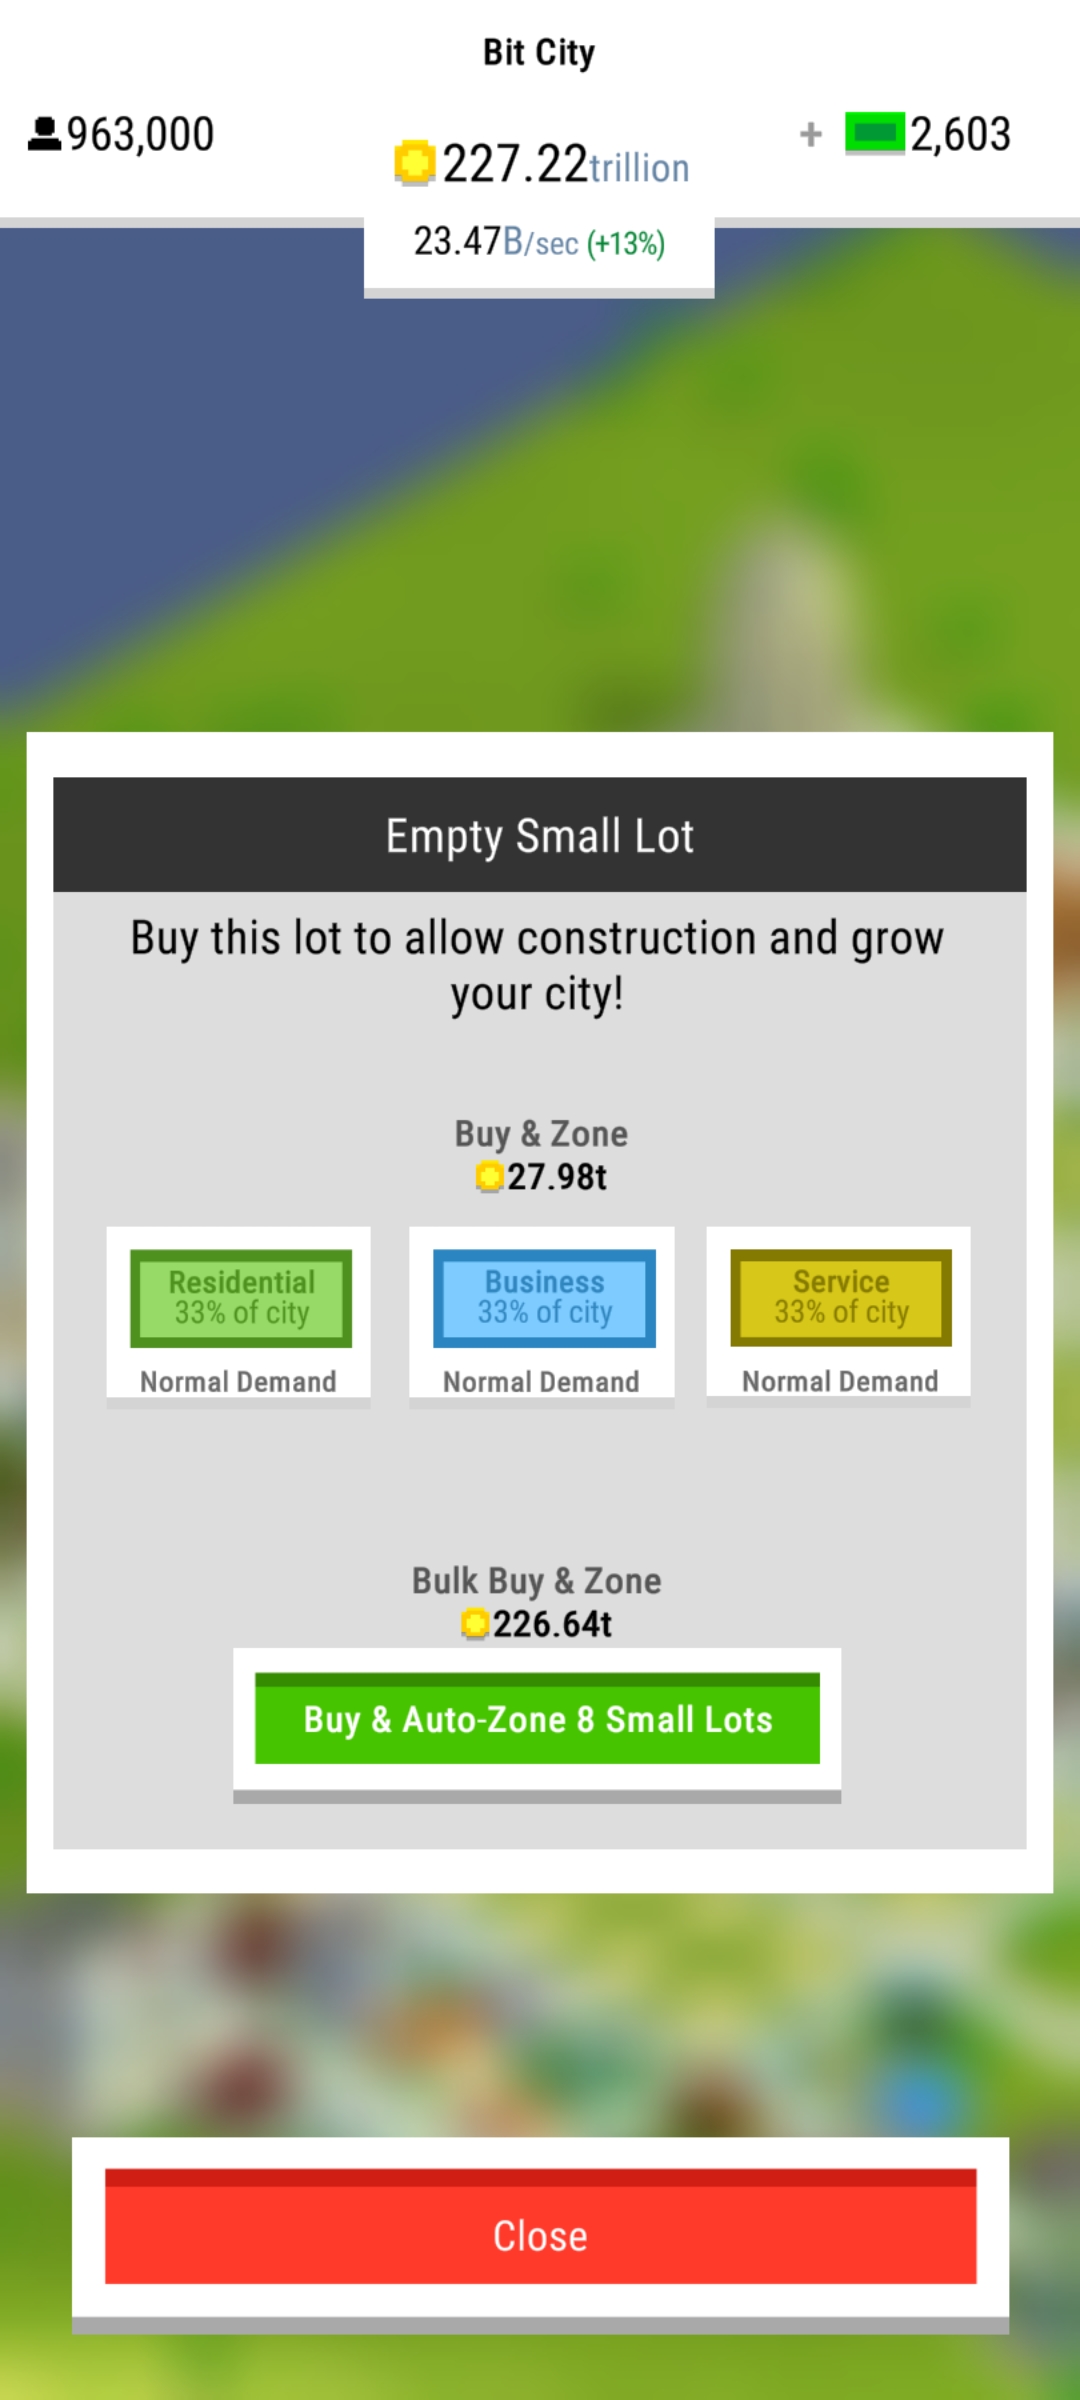 Bit City
963,000
227.22trillion
+ 2,603
23.47B/sec (+13%)
Empty Small Lot
Buy this lot to allow construction and grow
your city!
Buy & Zone
27.98t
Residential
33% of city
Normal Demand
Business
33% of city
Normal Demand
Service
33% of city
Normal Demand
Bulk Buy & Zone
226.64t
Buy & Auto-Zone 8 Small Lots
Close